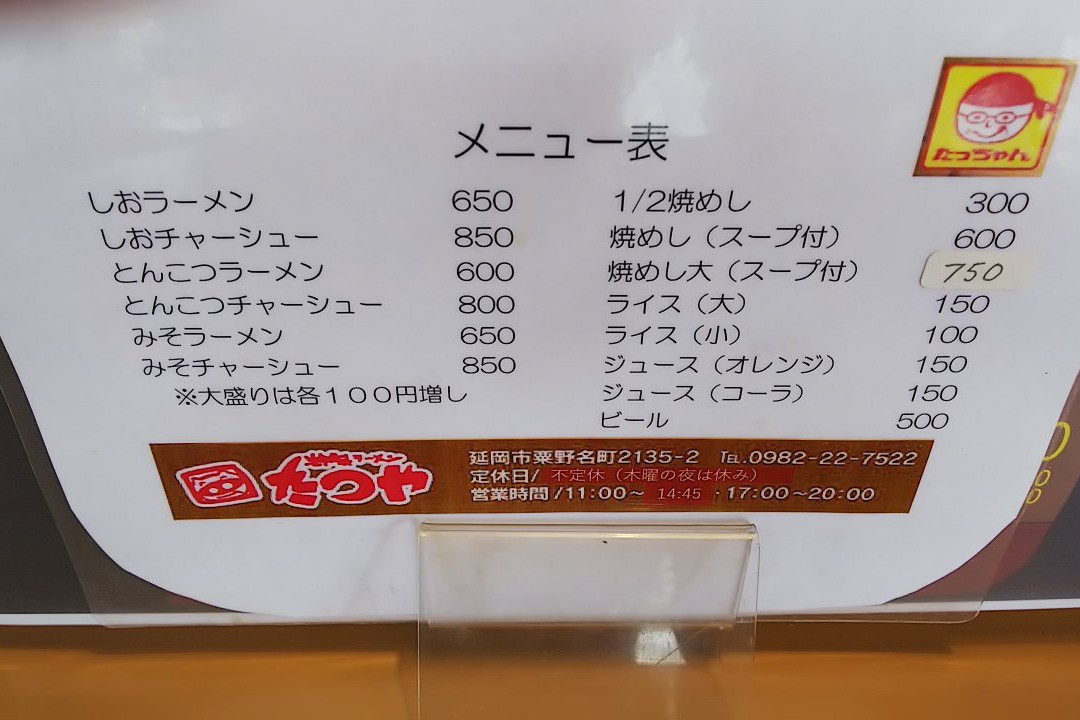 メニュー表
たっちゃん
しおラーメン 650
しおチャーシュー 850
とんこつラーメン 600
とんこつチャーシュー 800
みそラーメン 650
みそチャーシュー 850
※大盛りは各１００円増し
1/2焼めし 300
焼めし（スープ付） 600
焼めし大（スープ付） 750
ライス（大） 150
ライス（小） 100
ジュース（オレンジ） 150
ジュース（コーラ） 150
ビール 500
ラーメン
たつや
延岡市粟野名町2135-2 TEL.0982-22-7522
定休日/ 不定休（木曜の夜は休み）
営業時間/11:00～ 14:45 ・17:00～20:00